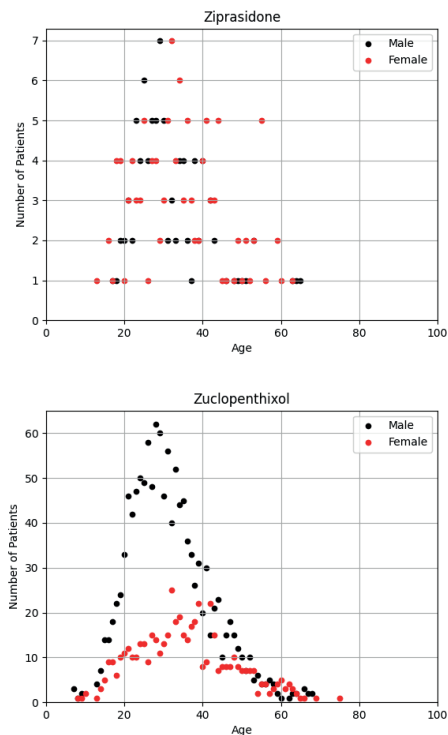 Ziprasidone
7
6
5
4
3
2
1
0
Number of Patients
Male
Female
0 20 40 60 80 100
Age
Zuclopenthixol
60
50
40
30
20
10
0
Number of Patients
Male
Female
0 20 40 60 80 100
Age